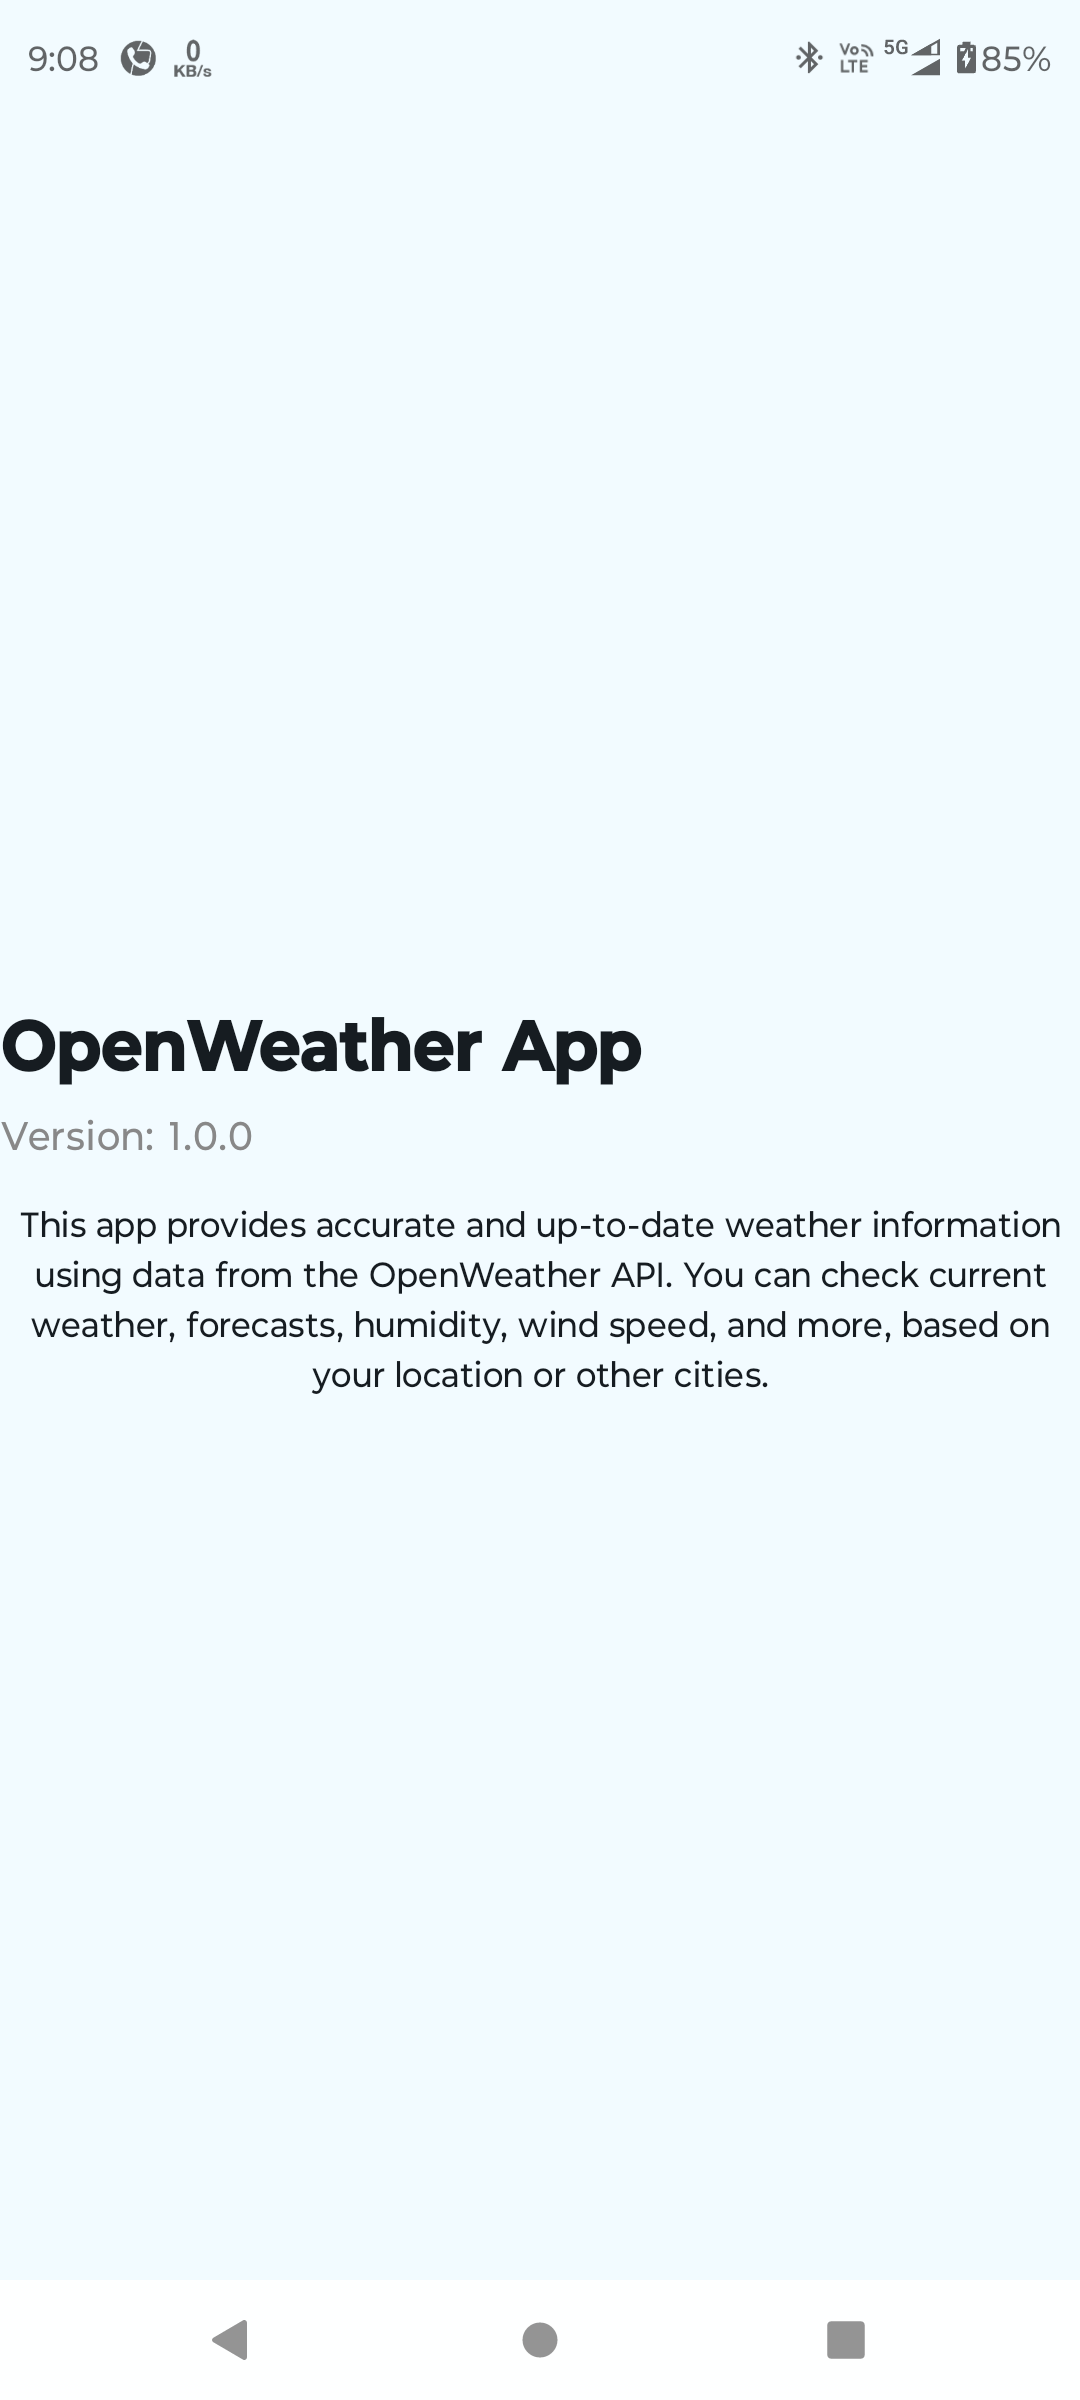 9:08
0
KB/s
Vo
LTE
5G
85%
OpenWeather App
Version: 1.0.0
This app provides accurate and up-to-date weather information
using data from the OpenWeather API. You can check current
weather, forecasts, humidity, wind speed, and more, based on
your location or other cities.